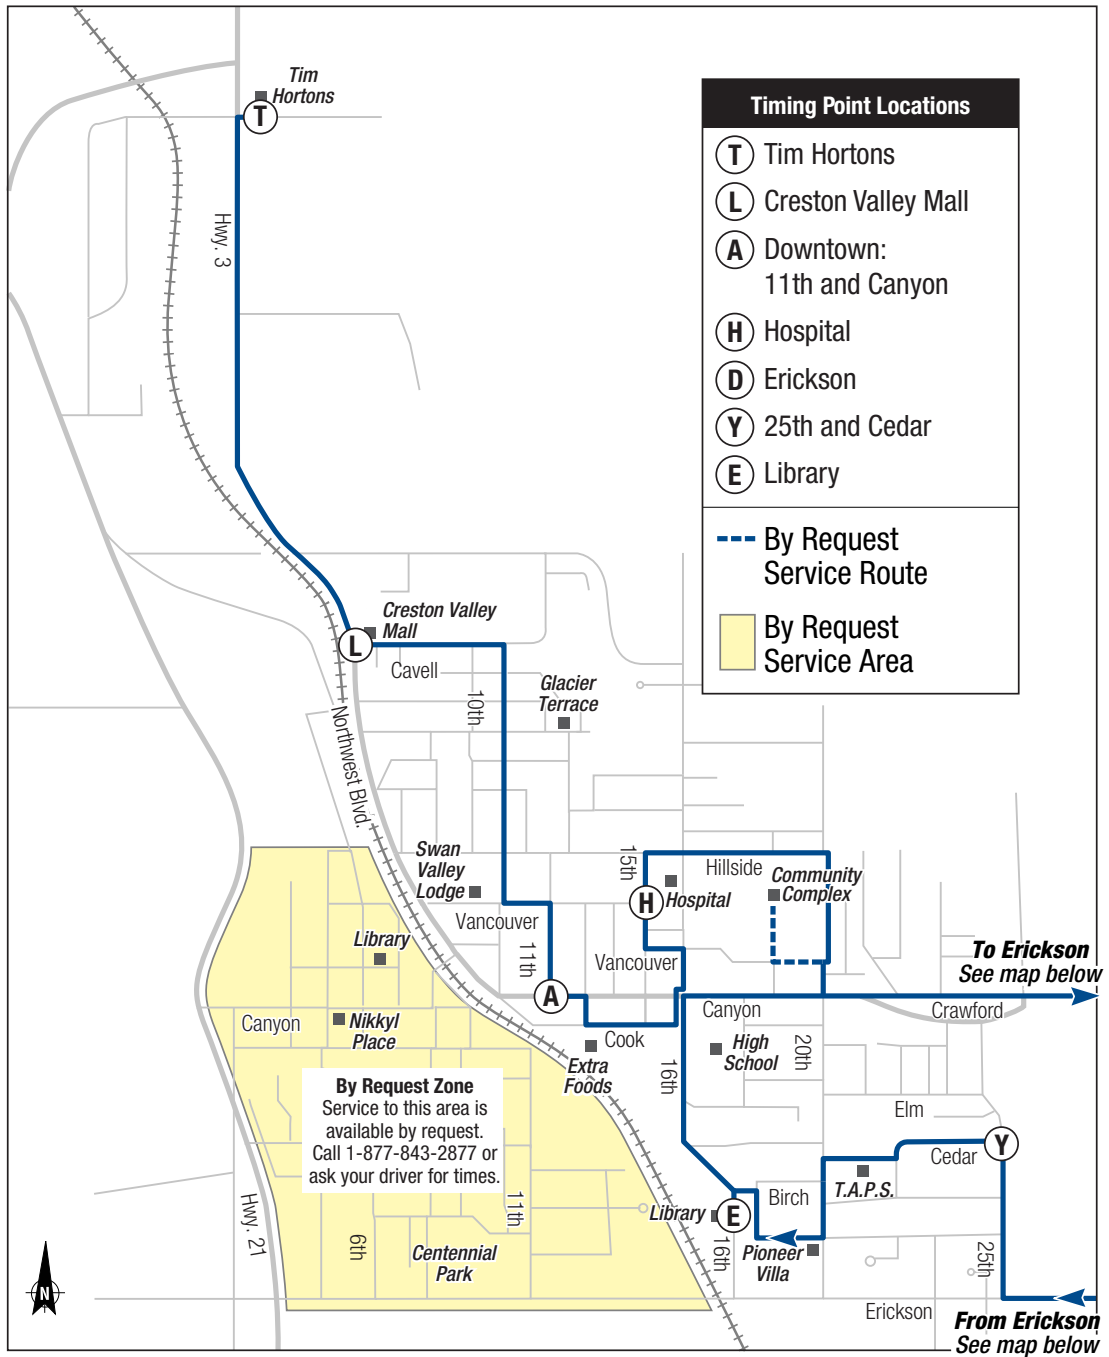 Tim
Hortons
T
Hwy. 3
Timing Point Locations
T Tim Hortons
L Creston Valley Mall
A Downtown:
11th and Canyon
H Hospital
D Erickson
Y 25th and Cedar
E Library
By Request
Service Route
By Request
Service Area
Creston Valley
Mall
L
Cavell
10th
Glacier
Terrace
Northwest Blvd.
Swan
Valley
Lodge
Vancouver
11th
A
15th
Hillside
H
Hospital
Community
Complex
Vancouver
To Erickson
See map below
Canyon
Crawford
Cook
Extra
Foods
High
School
16th
20th
Elm
Library
Canyon
Nikkyl
Place
By Request Zone
Service to this area is
available by request.
Call 1-877-843-2877 or
ask your driver for times.
Hwy. 21
6th
11th
Centennial
Park
Cedar
Y
T.A.P.S.
Birch
Library
E
16th
Pioneer
Villa
25th
Erickson
From Erickson
See map below
N